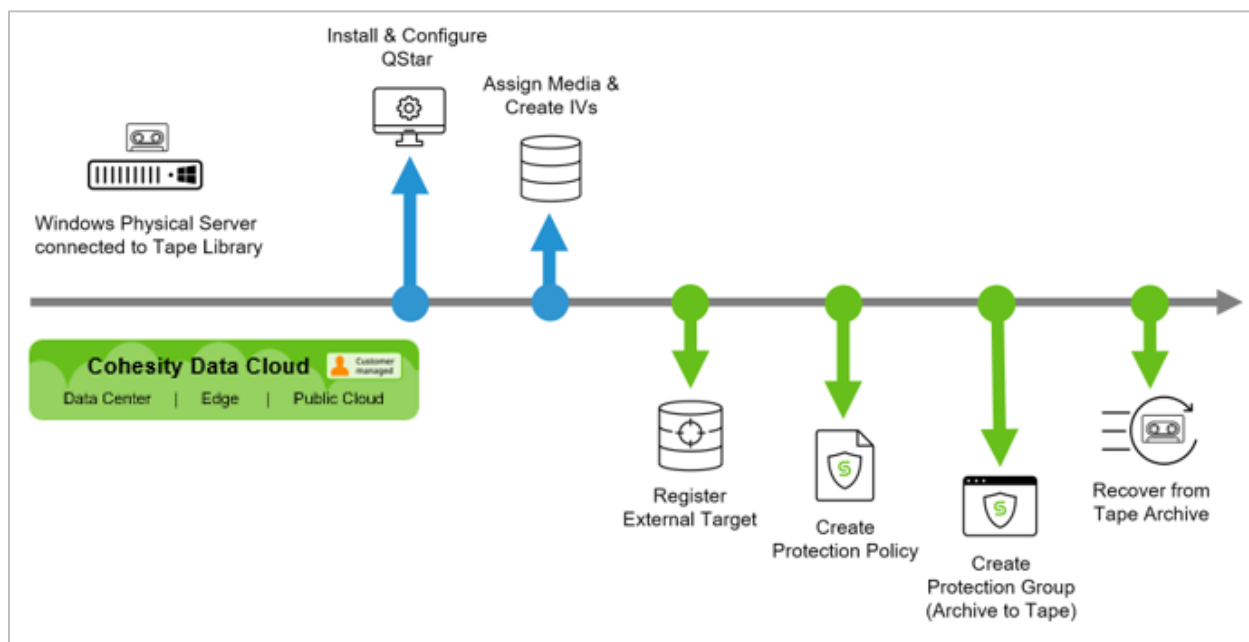 Install & Configure
QStar
Assign Media &
Create IVs
Windows Physical Server
connected to Tape Library
Cohesity Data Cloud
Customer
managed
Data Center | Edge | Public Cloud
Register
External Target
Create
Protection Policy
Create
Protection Group
(Archive to Tape)
Recover from
Tape Archive